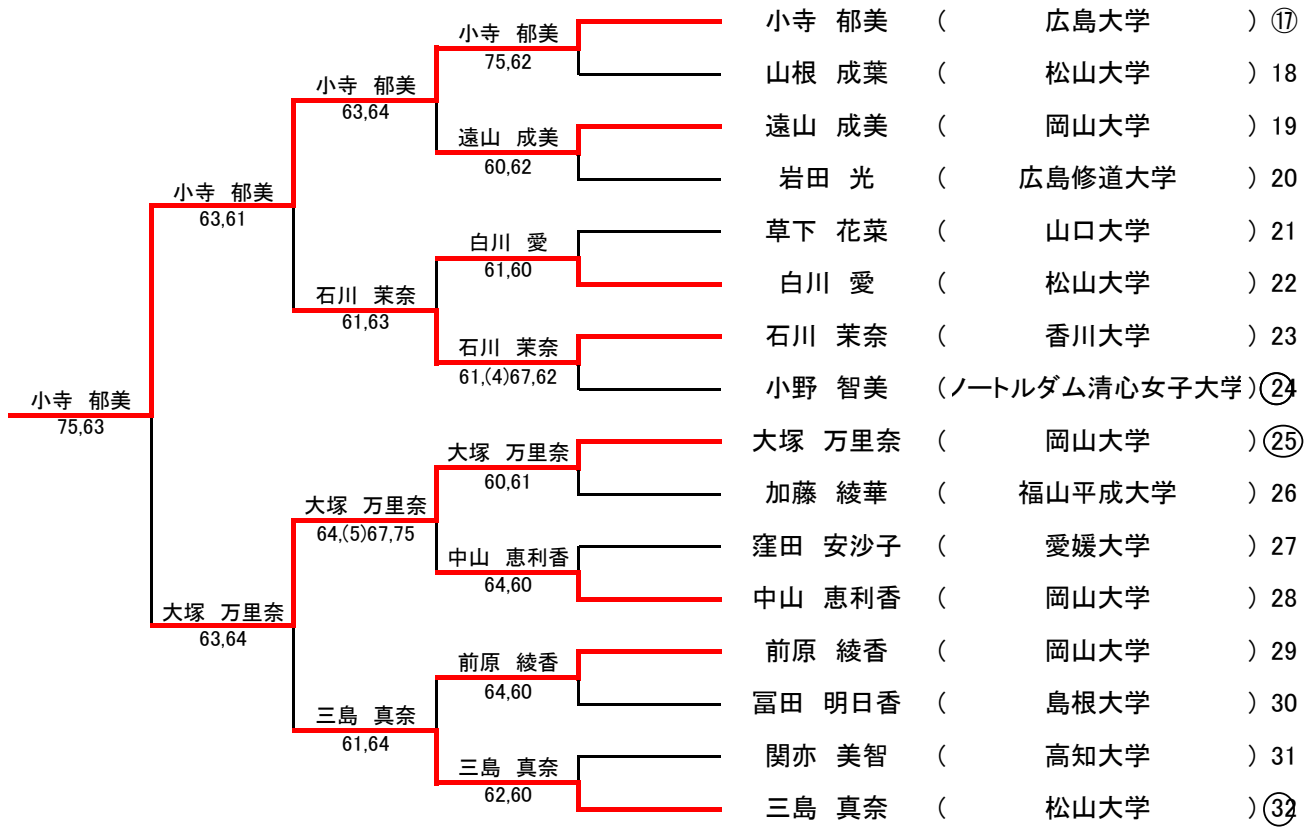 小寺 郁美 ( 広島大学 ) ⑰
小寺 郁美
75,62
山根 成葉 ( 松山大学 ) 18
小寺 郁美
63,64
遠山 成美 ( 岡山大学 ) 19
遠山 成美
60,62
岩田 光 ( 広島修道大学 ) 20
小寺 郁美
63,61
草下 花菜 ( 山口大学 ) 21
白川 愛
61,60
白川 愛 ( 松山大学 ) 22
石川 茉奈
61,63
石川 茉奈 ( 香川大学 ) 23
石川 茉奈
61,(4)67,62
小野 智美 (ノートルダム清心女子大学) 24
小寺 郁美
75,63
大塚 万里奈 ( 岡山大学 ) 25
大塚 万里奈
60,61
加藤 綾華 ( 福山平成大学 ) 26
大塚 万里奈
64,(5)67,75
窪田 安沙子 ( 愛媛大学 ) 27
中山 恵利香
64,60
中山 恵利香 ( 岡山大学 ) 28
大塚 万里奈
63,64
前原 綾香 ( 岡山大学 ) 29
前原 綾香
64,60
冨田 明日香 ( 島根大学 ) 30
三島 真奈
61,64
関亦 美智 ( 高知大学 ) 31
三島 真奈
62,60
三島 真奈 ( 松山大学 ) 32